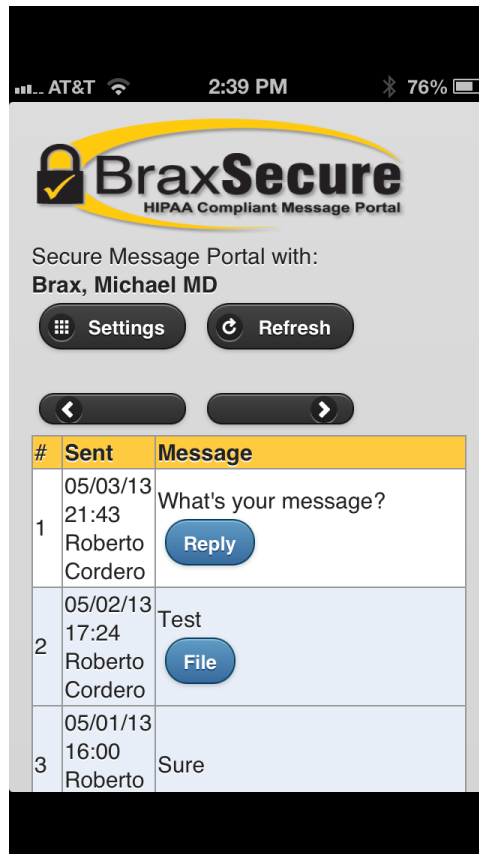 AT&T 2:39 PM 76%
BraxSecure
HIPAA Compliant Message Portal
Secure Message Portal with:
Brax, Michael MD
Settings Refresh
# Sent Message
1 05/03/13 21:43 Roberto Cordero What's your message?
Reply
2 05/02/13 17:24 Roberto Cordero Test
File
3 05/01/13 16:00 Roberto Sure